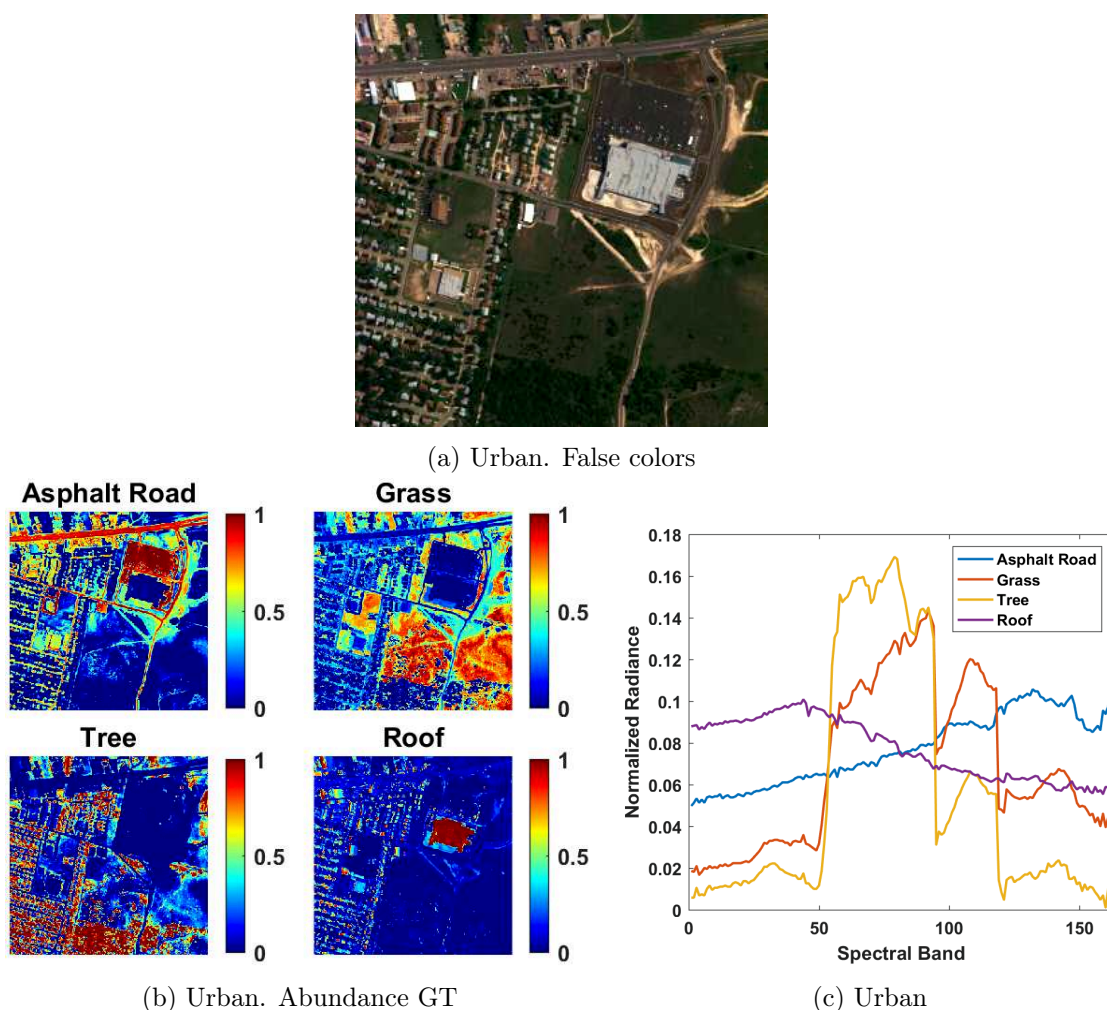 (a) Urban. False colors
Asphalt Road
1
0.5
0
Grass
1
0.5
0
Tree
1
0.5
0
Roof
1
0.5
0
(b) Urban. Abundance GT
0.18
0.16
0.14
0.12
0.1
0.08
0.06
0.04
0.02
0
Normalized Radiance
Asphalt Road
Grass
Tree
Roof
0 50 100 150
Spectral Band
(c) Urban